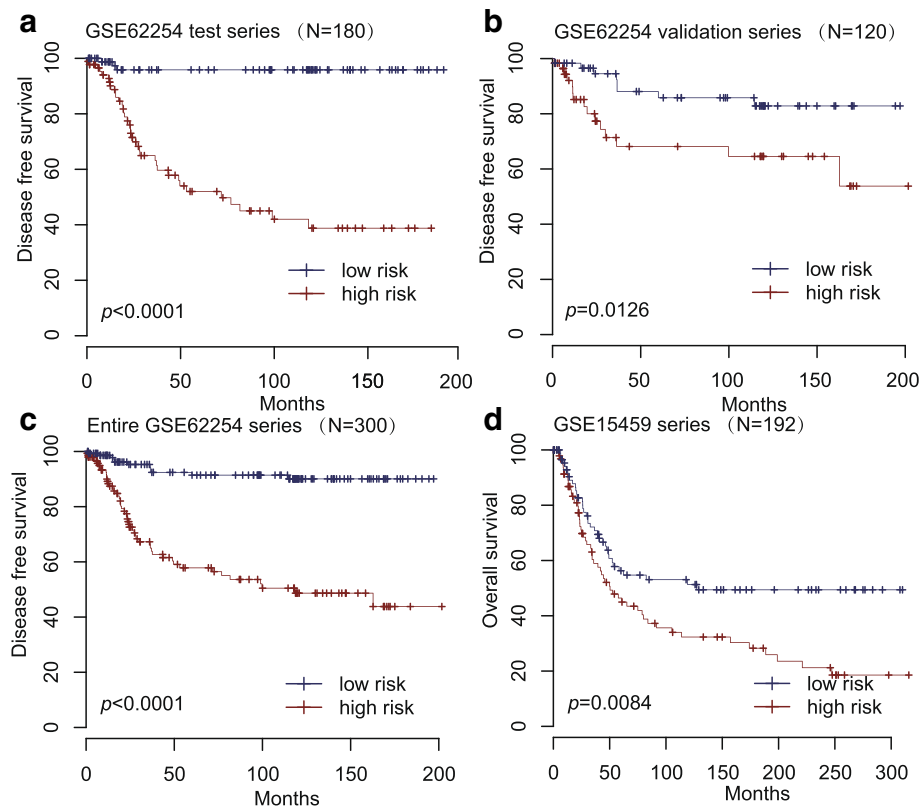 a
GSE62254 test series （N=180）
Disease free survival
100
80
60
40
20
0
low risk
high risk
p<0.0001
0 50 100 150 200
Months
b
GSE62254 validation series （N=120）
Disease free survival
100
80
60
40
20
0
low risk
high risk
p=0.0126
0 50 100 150 200
c
Entire GSE62254 series （N=300）
Disease free survival
100
80
60
40
20
0
low risk
high risk
p<0.0001
0 50 100 150 200
Months
d
GSE15459 series （N=192）
Overall survival
100
80
60
40
20
0
low risk
high risk
p=0.0084
0 50 100 150 200 250 300
Months